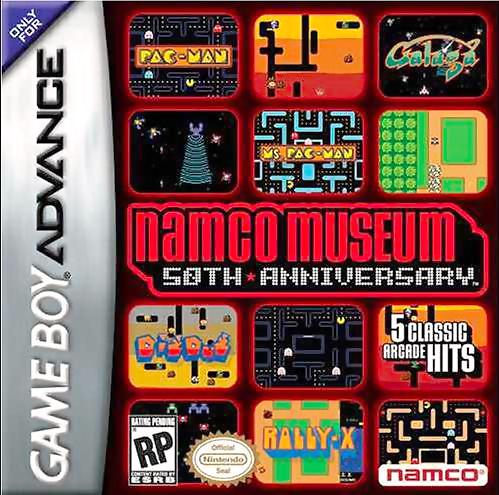 ONLY
FOR
GAME BOY ADVANCE
PAC-MAN
Galaga
MS. PAC-MAN
namco museum
50TH ★ ANNIVERSARY™
Dig Dug
5 CLASSIC
ARCADE HITS
RATING PENDING
RP
CONTENT RATED BY
ESRB
Official
Nintendo
Seal
RALLY-X
namco®